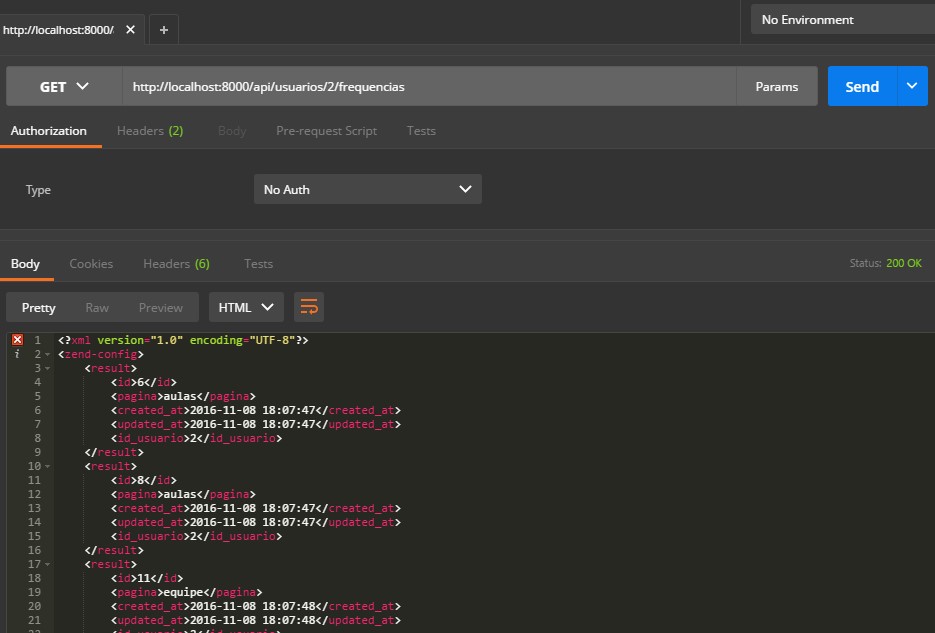 http://localhost:8000/
No Environment
GET http://localhost:8000/api/usuarios/2/frequencias Params Send
Authorization Headers (2) Body Pre-request Script Tests
Type No Auth
Body Cookies Headers (6) Tests Status: 200 OK
Pretty Raw Preview HTML
1 <?xml version="1.0" encoding="UTF-8"?>
2 <zend-config>
3 <result>
4 <id>6</id>
5 <pagina>aulas</pagina>
6 <created_at>2016-11-08 18:07:47</created_at>
7 <updated_at>2016-11-08 18:07:47</updated_at>
8 <id_usuario>2</id_usuario>
9 </result>
10 <result>
11 <id>8</id>
12 <pagina>aulas</pagina>
13 <created_at>2016-11-08 18:07:47</created_at>
14 <updated_at>2016-11-08 18:07:47</updated_at>
15 <id_usuario>2</id_usuario>
16 </result>
17 <result>
18 <id>11</id>
19 <pagina>equipe</pagina>
20 <created_at>2016-11-08 18:07:48</created_at>
21 <updated_at>2016-11-08 18:07:48</updated_at>
22 <id_usuario>2</id_usuario>